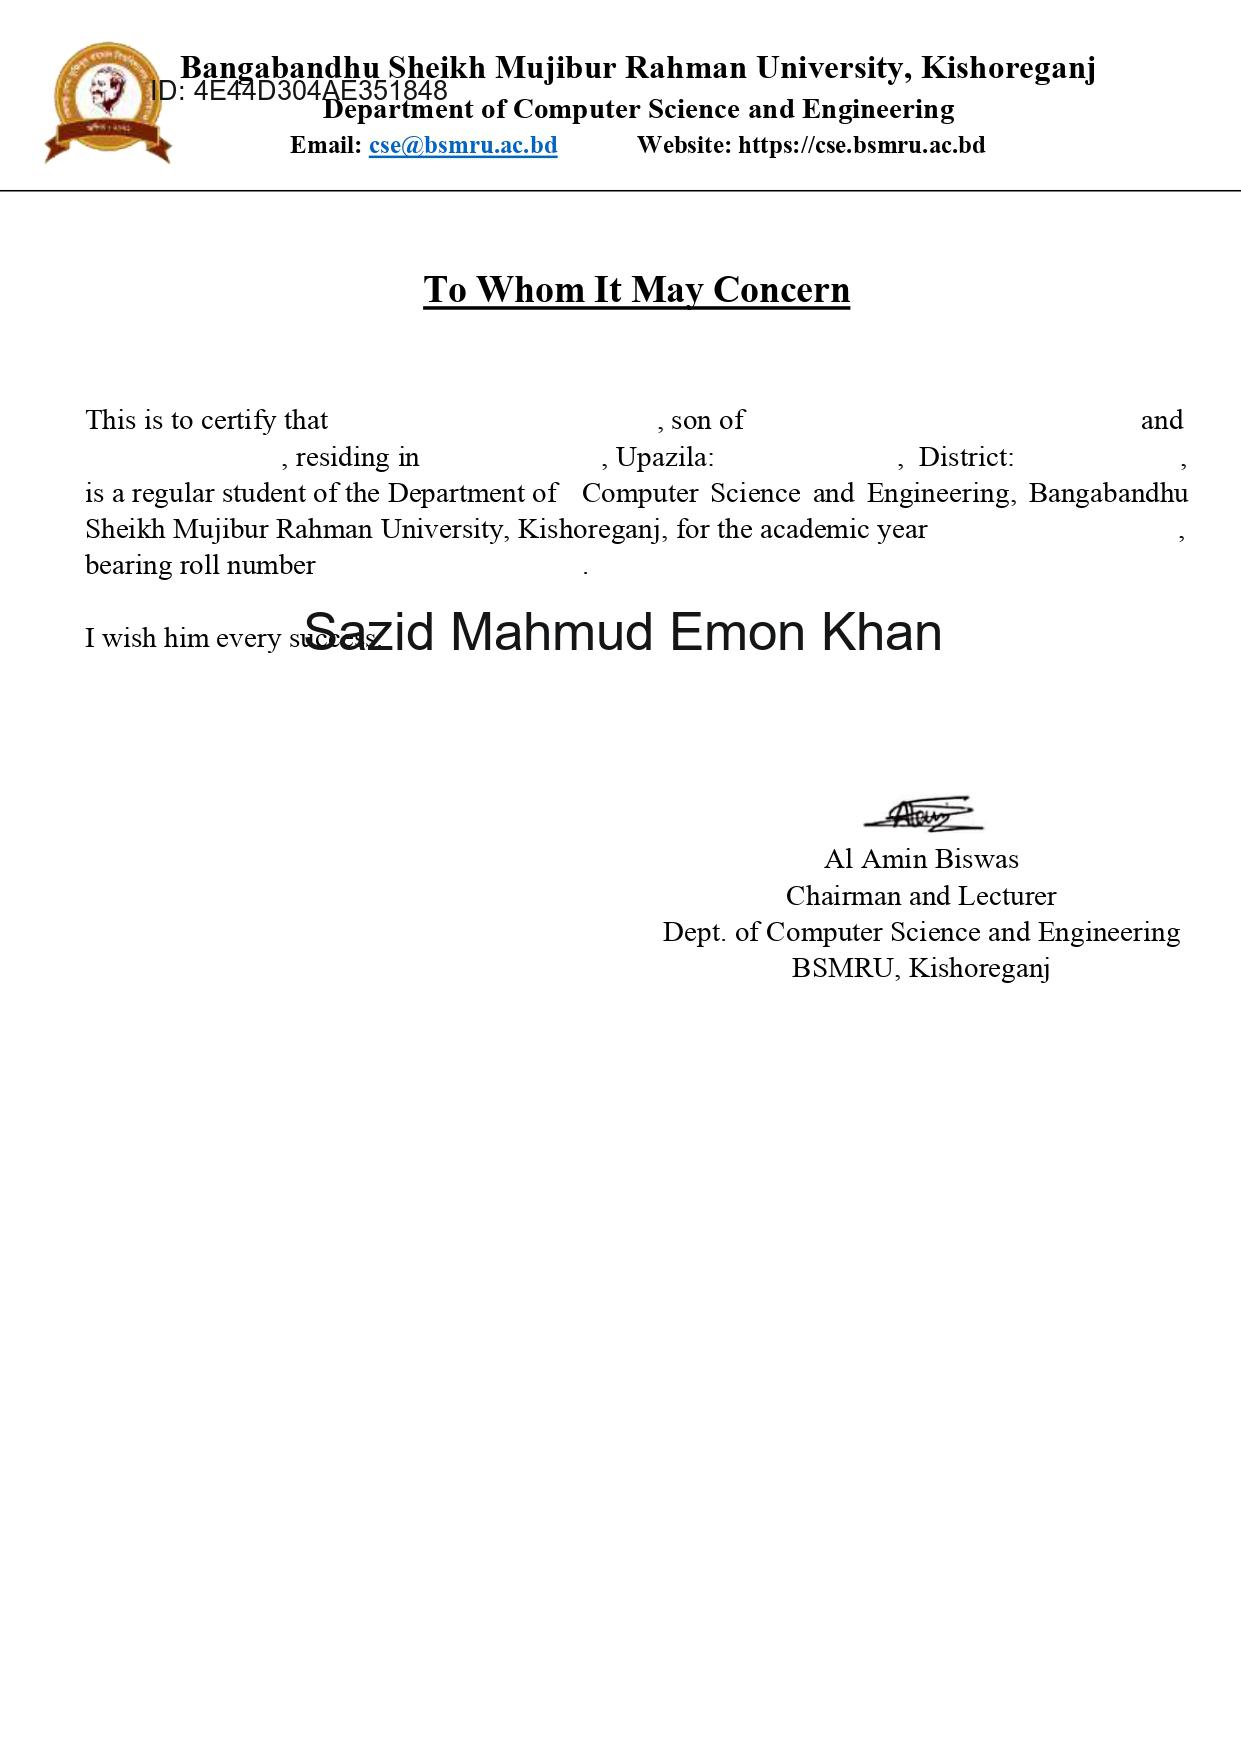 Bangabandhu Sheikh Mujibur Rahman University, Kishoreganj
ID: 4E44D304AE351848
Department of Computer Science and Engineering
Email: cse@bsmru.ac.bd Website: https://cse.bsmru.ac.bd
To Whom It May Concern
This is to certify that , son of and
, residing in , Upazila: , District: ,
is a regular student of the Department of Computer Science and Engineering, Bangabandhu
Sheikh Mujibur Rahman University, Kishoreganj, for the academic year ,
bearing roll number .
I wish him every success.
Sazid Mahmud Emon Khan
Al Amin Biswas
Chairman and Lecturer
Dept. of Computer Science and Engineering
BSMRU, Kishoreganj